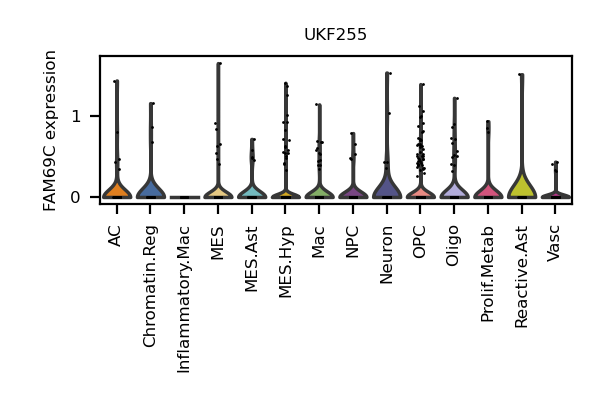 UKF255
FAM69C expression
1
0
AC
Chromatin.Reg
Inflammatory.Mac
MES
MES.Ast
MES.Hyp
Mac
NPC
Neuron
OPC
Oligo
Prolif.Metab
Reactive.Ast
Vasc